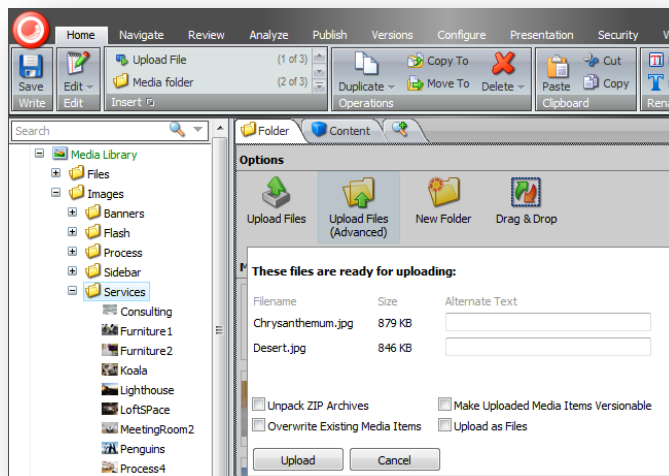 Home Navigate Review Analyze Publish Versions Configure Presentation Security
Save
Write
Edit
Edit
Upload File (1 of 3)
Media folder (2 of 3)
Insert
Duplicate
Copy To
Move To
Delete
Operations
Paste
Cut
Copy
Clipboard
Search
Media Library
Files
Images
Banners
Flash
Process
Sidebar
Services
Consulting
Furniture1
Furniture2
Koala
Lighthouse
LoftSPace
MeetingRoom2
Penguins
Process4
Folder Content
Options
Upload Files
Upload Files
(Advanced)
New Folder
Drag & Drop
These files are ready for uploading:
Filename Size Alternate Text
Chrysanthemum.jpg 879 KB
Desert.jpg 846 KB
Unpack ZIP Archives Make Uploaded Media Items Versionable
Overwrite Existing Media Items Upload as Files
Upload Cancel